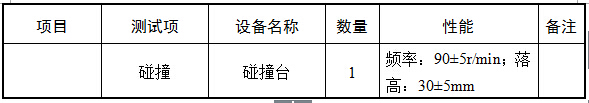 项目 测试项 设备名称 数量 性能 备注
碰撞 碰撞台 1 频率：90±5r/min；落
高：30±5mm